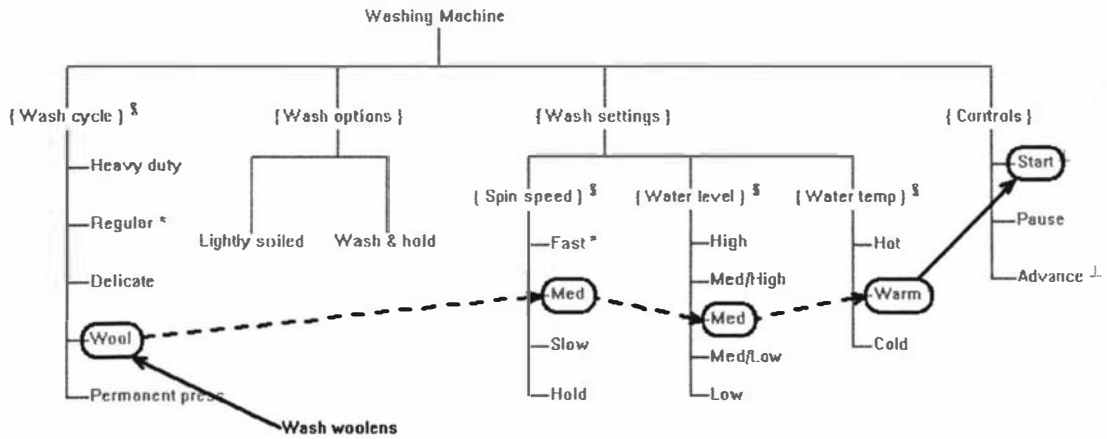 Washing Machine
{ Wash cycle } §
Heavy duty
Regular *
Delicate
Wool
Permanent press
Wash woolens
{ Wash options }
Lightly soiled
Wash & hold
{ Wash settings }
{ Spin speed } §
Fast *
Med
Slow
Hold
{ Water level } §
High
Med/High
Med
Med/Low
Low
{ Water temp } §
Hot
Warm
Cold
{ Controls }
Start ⊥
Pause
Advance ⊥